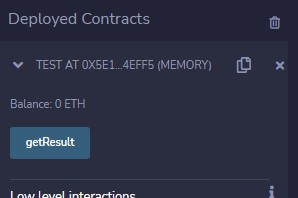 Deployed Contracts
TEST AT 0X5E1...4EFF5 (MEMORY)
Balance: 0 ETH
getResult
Low level interactions